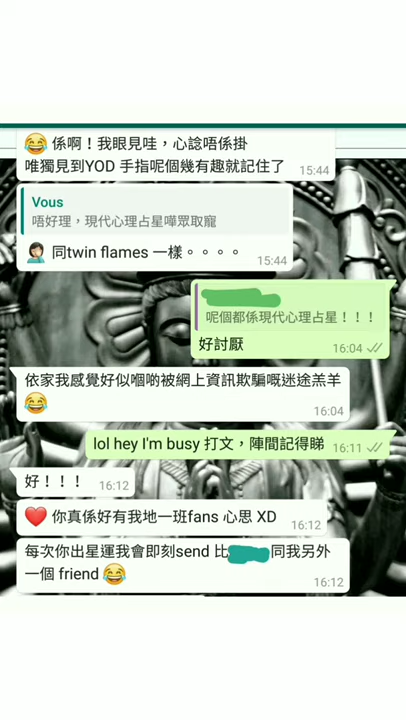 😂 係啊！我眼見哇，心諗唔係掛
唯獨見到YOD 手指呢個幾有趣就記住了
15:44
Vous
唔好理，現代心理占星嘩眾取寵
🤦🏻‍♀️ 同twin flames 一樣。。。。
15:44
呢個都係現代心理占星！！！
好討厭
16:04
依家我感覺好似嗰啲被網上資訊欺騙嘅迷途羔羊
😂
16:04
lol hey I'm busy 打文，陣間記得睇
16:11
好！！！
16:12
❤️ 你真係好有我地一班fans 心思 XD
16:12
每次你出星運我會即刻send 比 同我另外
一個 friend 😂
16:12